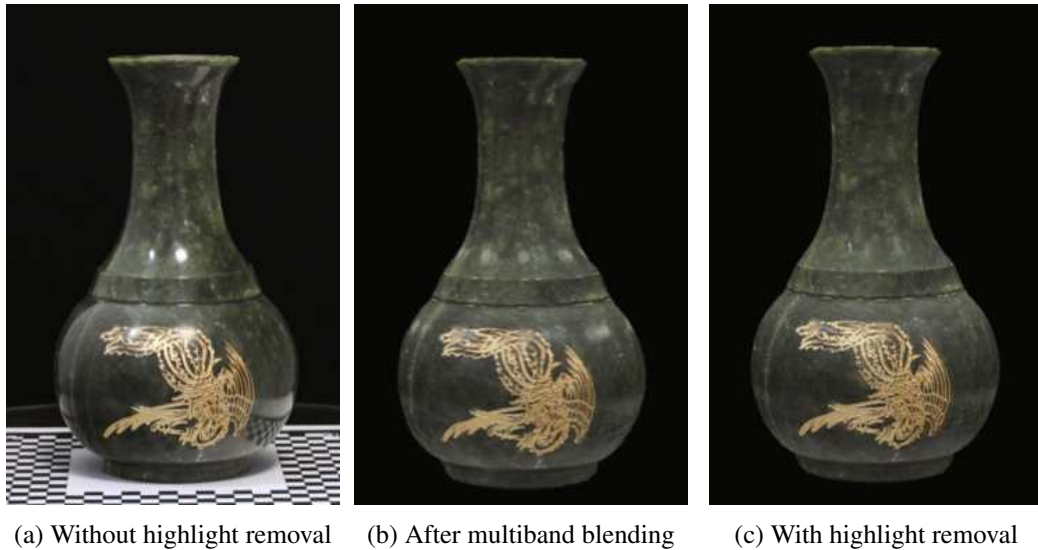 (a) Without highlight removal
(b) After multiband blending
(c) With highlight removal